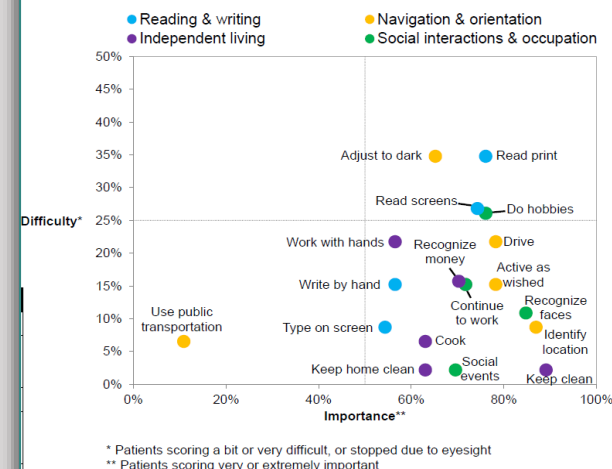 Reading & writing
Navigation & orientation
Independent living
Social interactions & occupation
50%
45%
40%
35%
30%
25%
20%
15%
10%
5%
0%
Difficulty*
Adjust to dark
Read print
Read screens
Do hobbies
Work with hands
Recognize
money
Drive
Active as
wished
Write by hand
Continue
to work
Recognize
faces
Use public
transportation
Type on screen
Cook
Identify
location
Keep home clean
Social
events
Keep clean
0%
20%
40%
60%
80%
100%
Importance**
* Patients scoring a bit or very difficult, or stopped due to eyesight
** Patients scoring very or extremely important